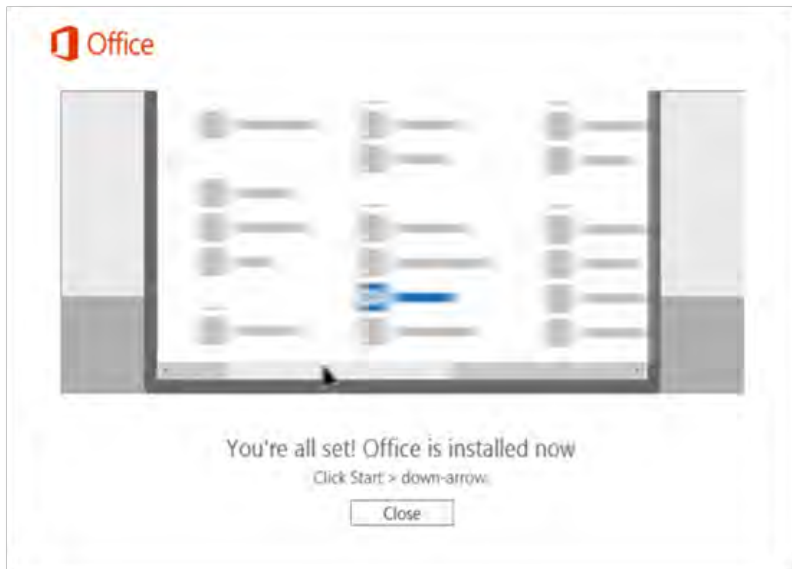 Office
You're all set! Office is installed now
Click Start > down-arrow.
Close